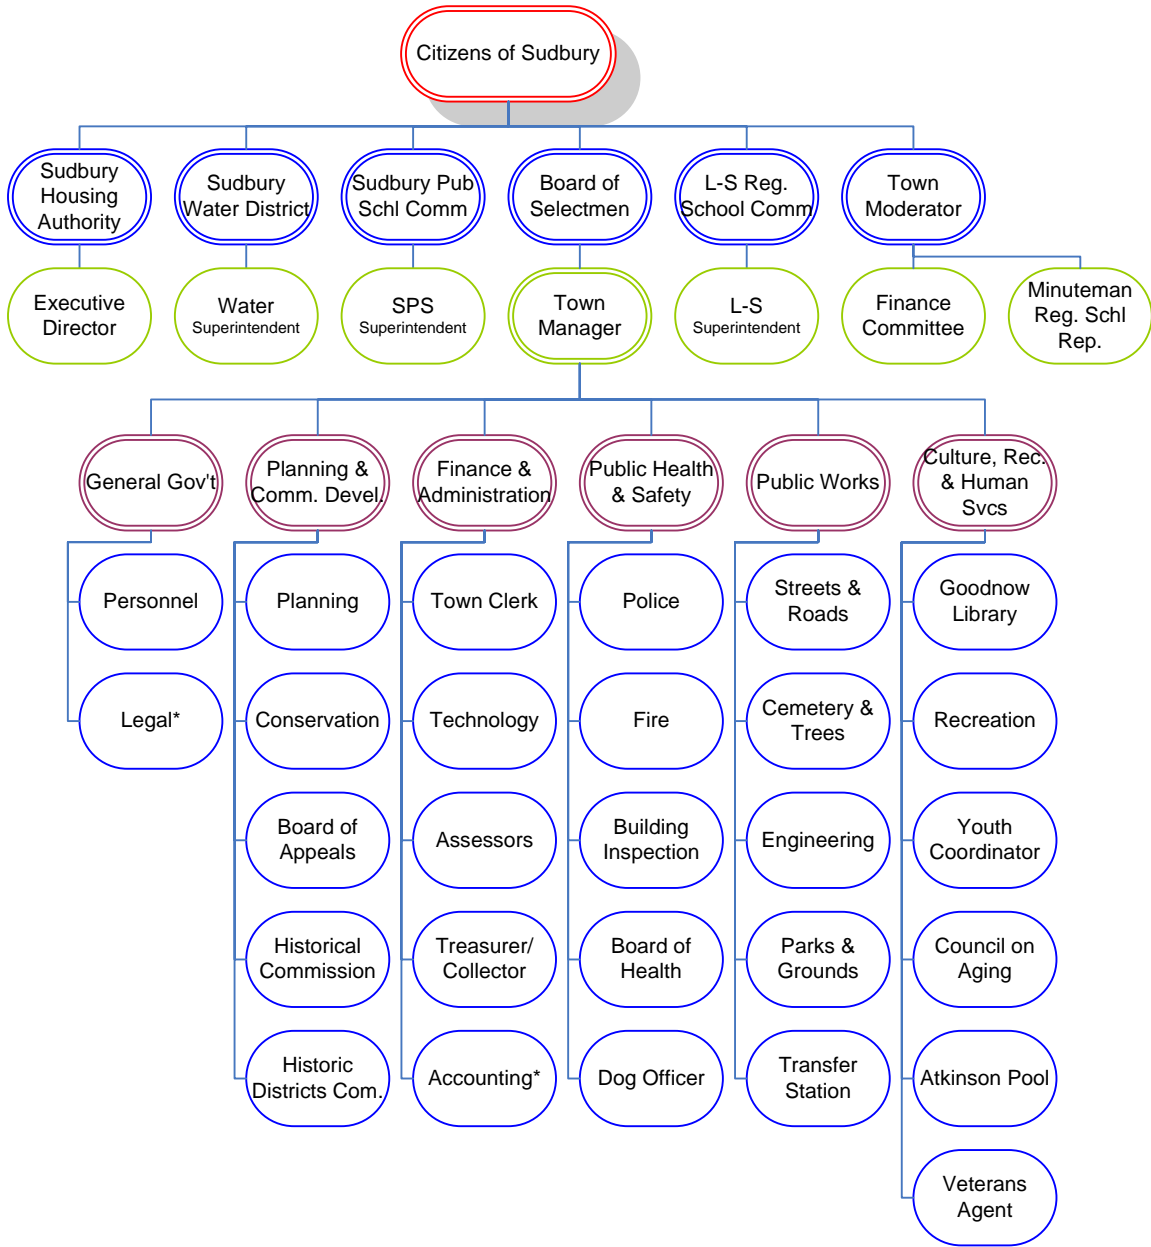 Citizens of Sudbury
Sudbury
Housing
Authority
Sudbury
Water District
Sudbury Pub
Schl Comm
Board of
Selectmen
L-S Reg.
School Comm
Town
Moderator
Executive
Director
Water
Superintendent
SPS
Superintendent
Town
Manager
L-S
Superintendent
Finance
Committee
Minuteman
Reg. Schl
Rep.
General Gov't
Planning &
Comm. Devel.
Finance &
Administration
Public Health
& Safety
Public Works
Culture, Rec.
& Human
Svcs
Personnel
Planning
Town Clerk
Police
Streets &
Roads
Goodnow
Library
Legal*
Conservation
Technology
Fire
Cemetery &
Trees
Recreation
Board of
Appeals
Assessors
Building
Inspection
Engineering
Youth
Coordinator
Historical
Commission
Treasurer/
Collector
Board of
Health
Parks &
Grounds
Council on
Aging
Historic
Districts Com.
Accounting*
Dog Officer
Transfer
Station
Atkinson Pool
Veterans
Agent